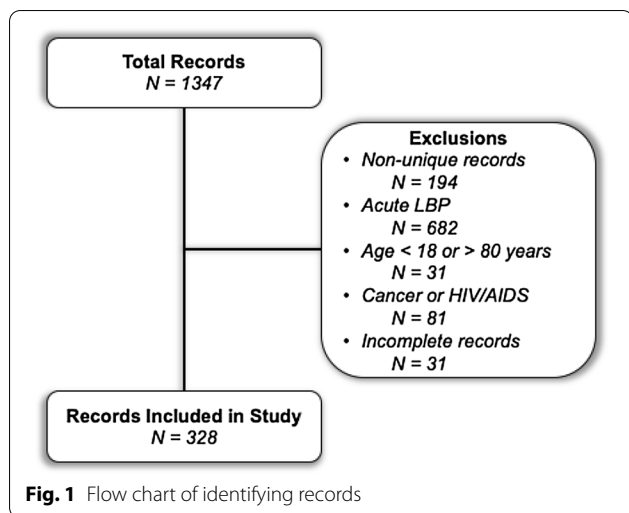 Total Records
N = 1347
Exclusions
• Non-unique records
N = 194
• Acute LBP
N = 682
• Age < 18 or > 80 years
N = 31
• Cancer or HIV/AIDS
N = 81
• Incomplete records
N = 31
Records Included in Study
N = 328
Fig. 1 Flow chart of identifying records